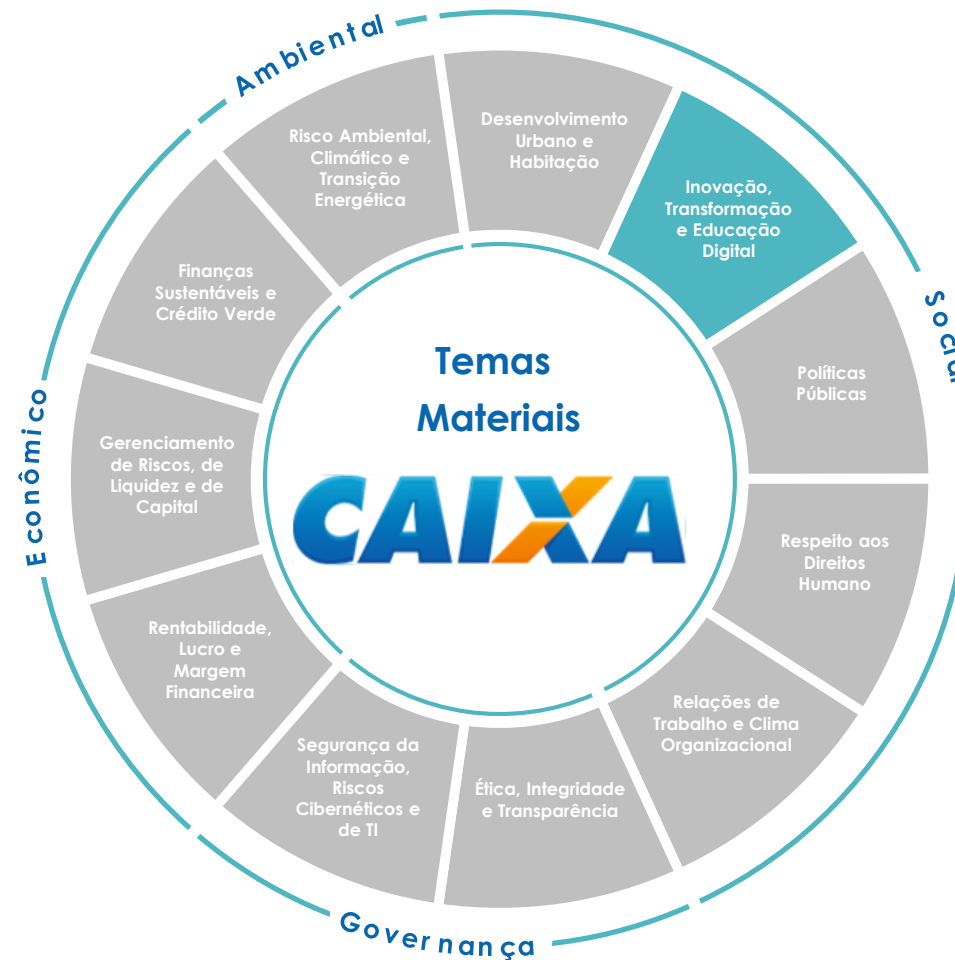 Ambiental
Desenvolvimento
Urbano e
Habitação
Inovação,
Transformação
e Educação
Digital
Social
Políticas
Públicas
Respeito aos
Direitos
Humano
Relações de
Trabalho e Clima
Organizacional
Ética, Integridade
e Transparência
Governança
Segurança da
Informação,
Riscos
Cibernéticos e
de TI
Rentabilidade,
Lucro e
Margem
Financeira
Econômico
Gerenciamento
de Riscos, de
Liquidez e de
Capital
Finanças
Sustentáveis e
Crédito Verde
Risco Ambiental,
Climático e
Transição
Energética
Temas
Materiais
CAIXA